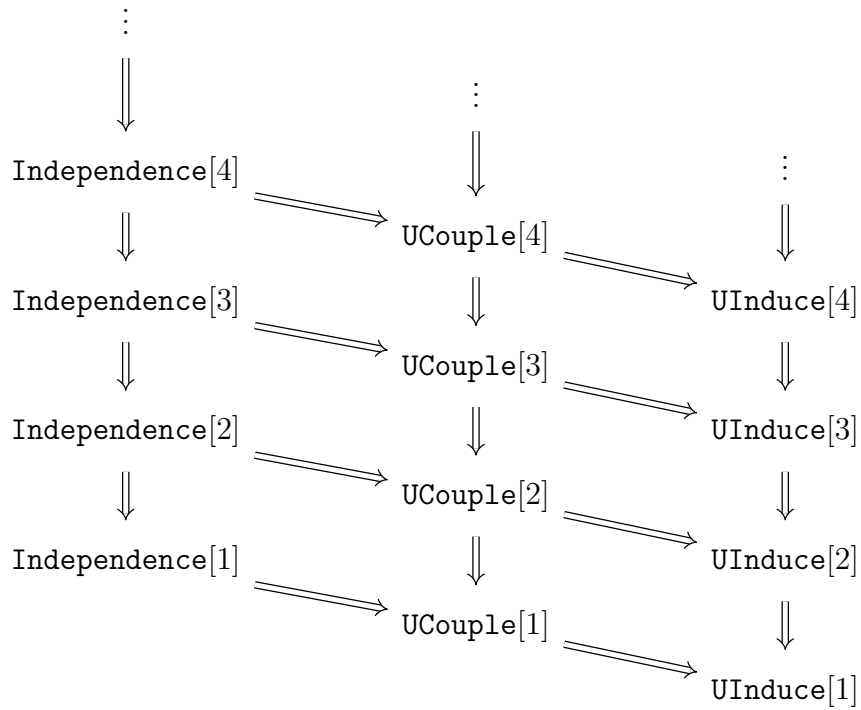 ⋮
⋮
Independence[4]
⋮
UCouple[4]
Independence[3]
UInduce[4]
UCouple[3]
Independence[2]
UInduce[3]
UCouple[2]
Independence[1]
UInduce[2]
UCouple[1]
UInduce[1]